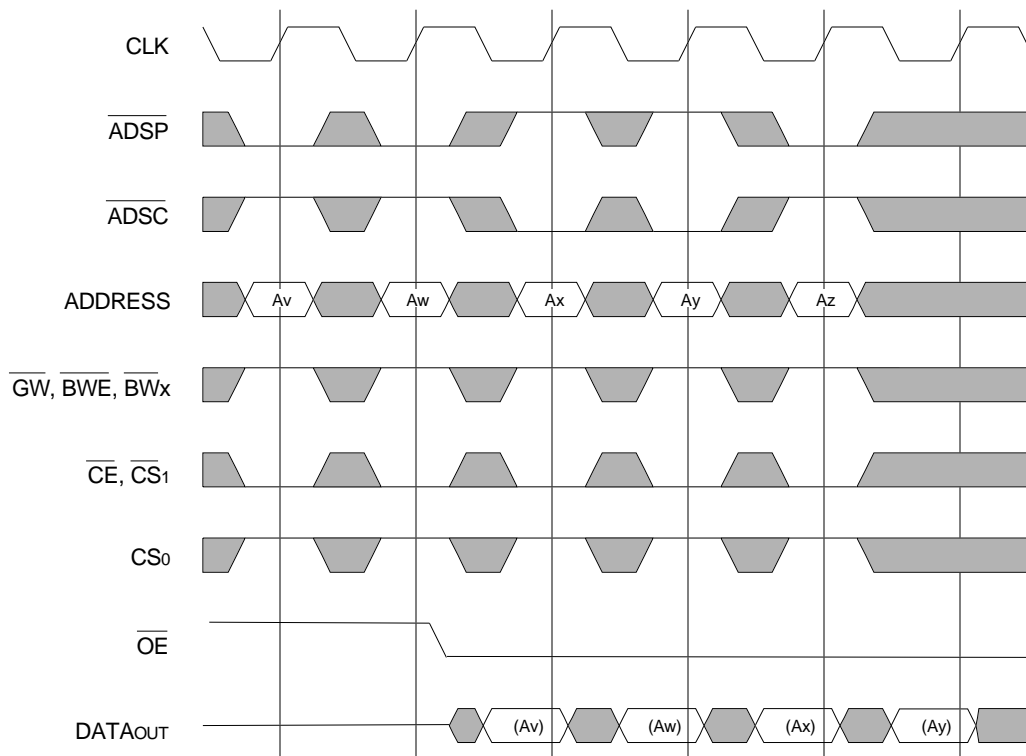 CLK
ADSP
ADSC
ADDRESS Av Aw Ax Ay Az
GW, BWE, BWx
CE, CS1
CS0
OE
DATAOUT (Av) (Aw) (Ax) (Ay)